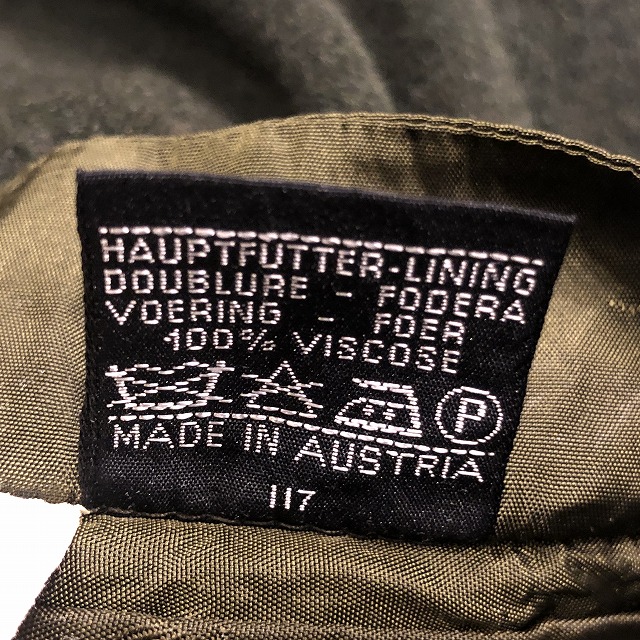 HAUPTFUTTER-LINING
DOUBLURE - FODERA
VOERING - FOER
100% VISCOSE
P
MADE IN AUSTRIA
117